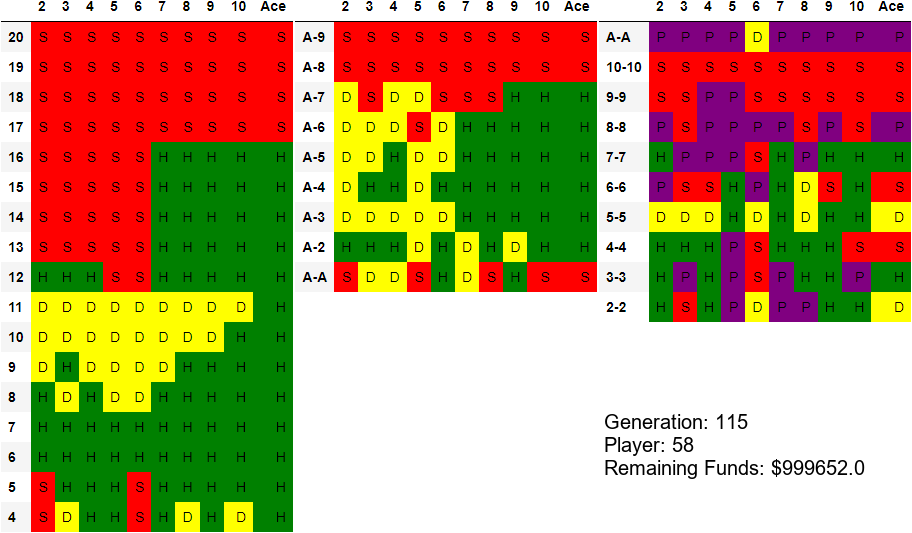 2 3 4 5 6 7 8 9 10 Ace 2 3 4 5 6 7 8 9 10 Ace 2 3 4 5 6 7 8 9 10 Ace
20 S S S S S S S S S S A-9 S S S S S S S S S S A-A P P P P D P P P P P
19 S S S S S S S S S S A-8 S S S S S S S S S S 10-10 S S S S S S S S S S
18 S S S S S S S S S S A-7 D S D D S S S H H H 9-9 S S P P S S S S S S
17 S S S S S S S S S S A-6 D D D S D H H H H H 8-8 P S P P P P S P S P
16 S S S S S H H H H H A-5 D D H D D H H H H H 7-7 H P P P S H P H H H
15 S S S S S H H H H H A-4 D H H D H H H H H H 6-6 P S S H P H D S H S
14 S S S S S H H H H H A-3 D D D D D H H H H H 5-5 D D D H D H D H H D
13 S S S S S H H H H H A-2 H H H D H D H D H H 4-4 H H H P S H H H S S
12 H H H S S H H H H H A-A S D D S H D S H S S 3-3 H P H P S P H H P H
11 D D D D D D D D D H 2-2 H S H P D P P H H D
10 D D D D D D D D H H
9 D H D D D D H H H H
8 H D H D D H H H H H
7 H H H H H H H H H H
6 H H H H H H H H H H
5 S H H H S H H H H H
4 S D H H S H D H D H
Generation: 115
Player: 58
Remaining Funds: $999652.0